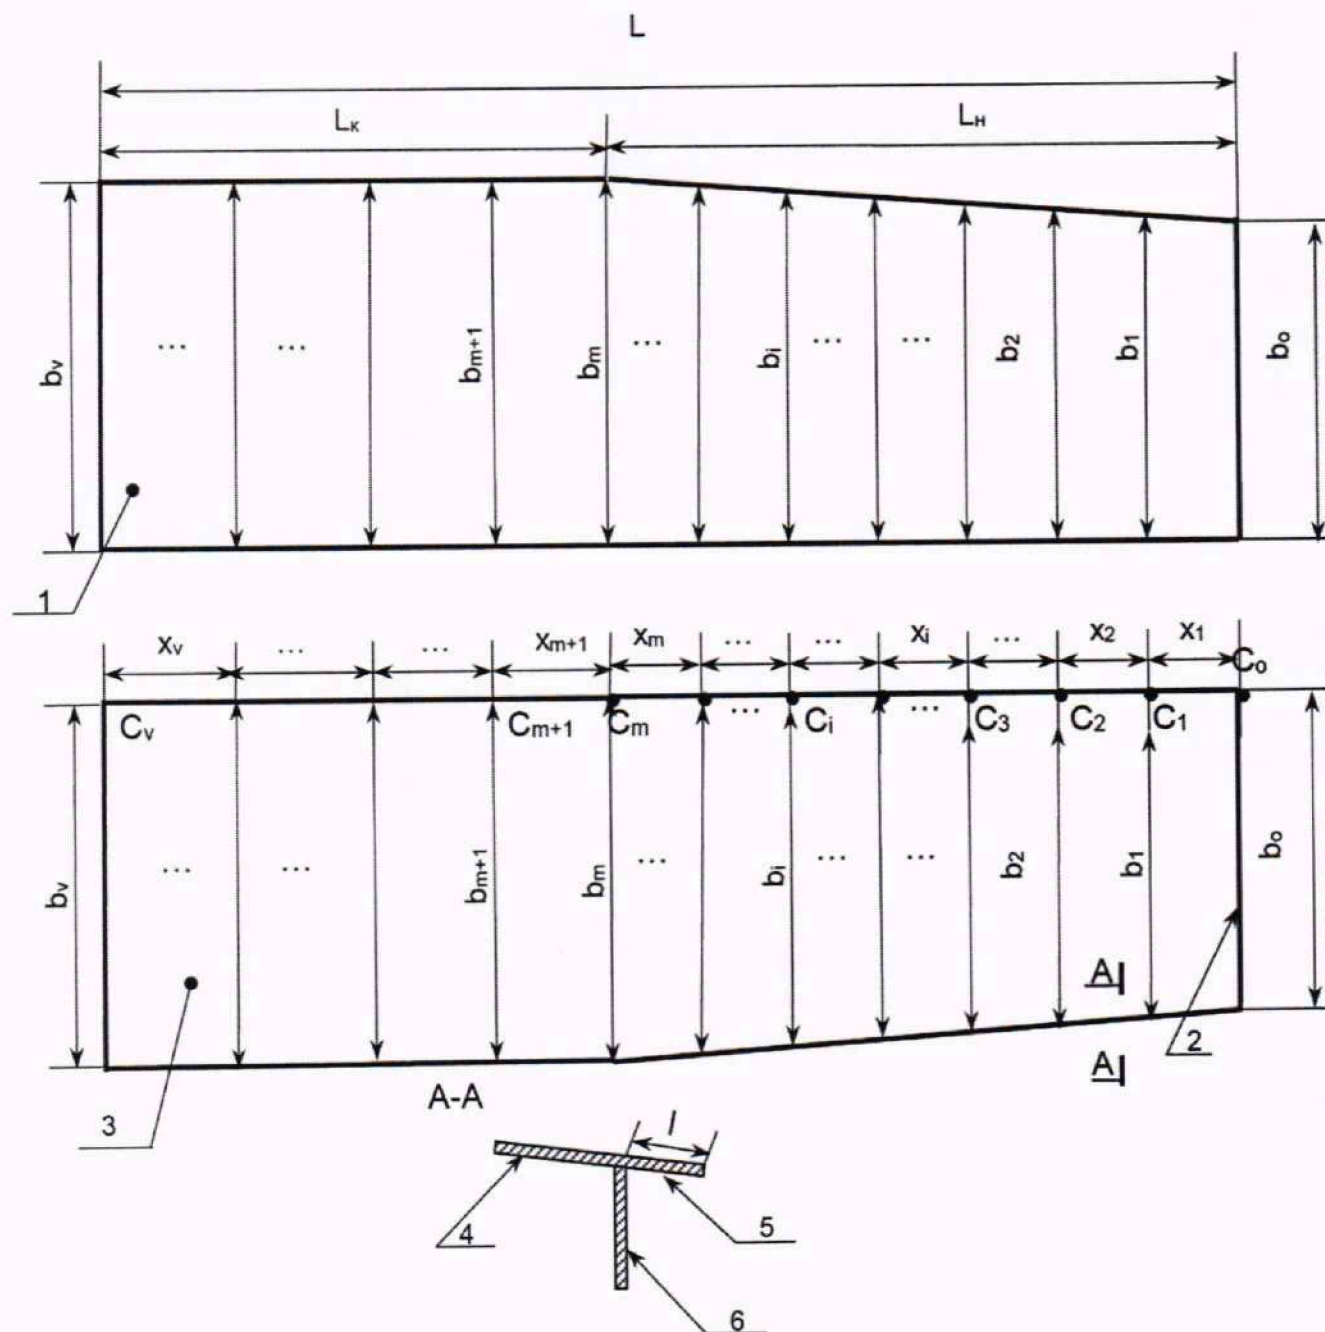 L
Lк Lн
bv ... ... bm+1 bm ... bi ... ... b2 b1 bo
1
xv ... ... xm+1 xm ... ... xi ... x2 x1
Co
Cv Cm+1 Cm ... Ci ... C3 C2 C1
bv ... ... bm+1 bm ... bi ... ... b2 b1 bo
A
A
2
3
A-A
l
4 5
6